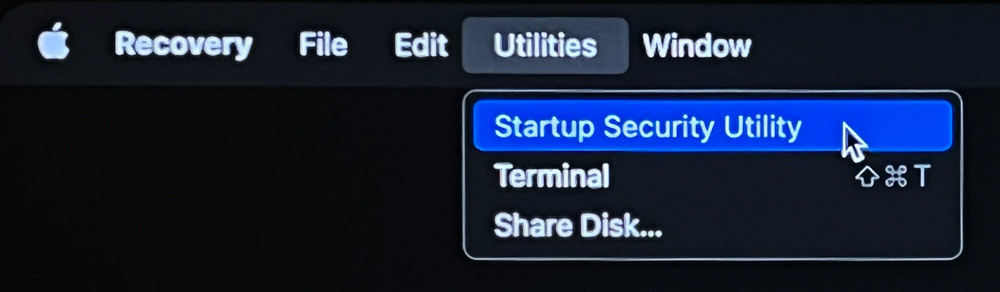 Recovery File Edit Utilities Window
Startup Security Utility
Terminal ⇧⌘T
Share Disk...